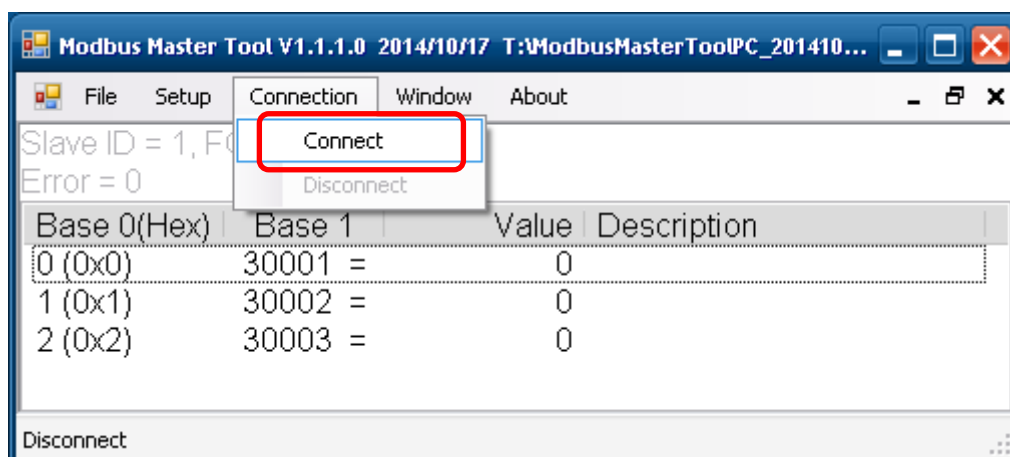 Modbus Master Tool V1.1.1.0 2014/10/17 T:\ModbusMasterToolPC_201410...
File Setup Connection Window About
Connect
Disconnect
Slave ID = 1,
Error = 0
Base 0(Hex) Base 1 Value Description
0 (0x0) 30001 = 0
1 (0x1) 30002 = 0
2 (0x2) 30003 = 0
Disconnect